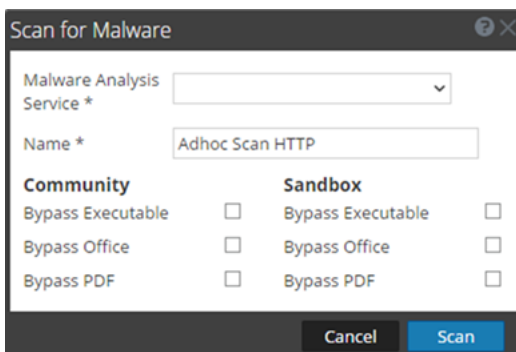 Scan for Malware
Malware Analysis
Service *
Name * Adhoc Scan HTTP
Community Sandbox
Bypass Executable Bypass Executable
Bypass Office Bypass Office
Bypass PDF Bypass PDF
Cancel Scan